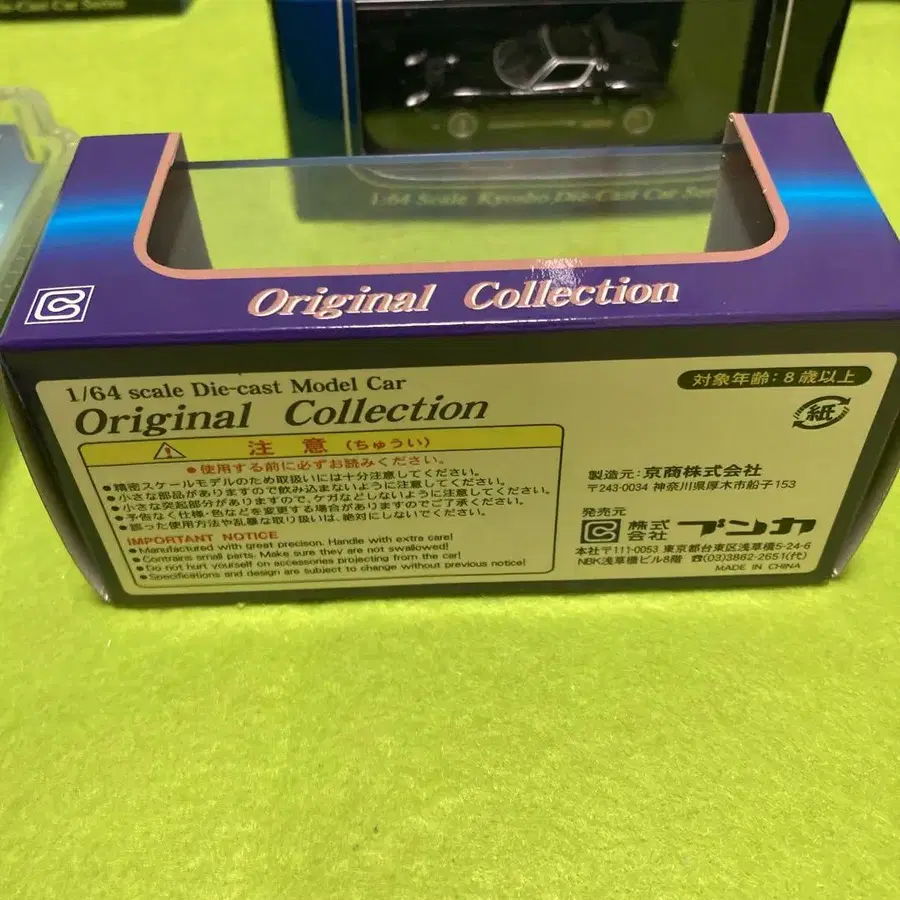 Die-Cast Car Series
1/64 Scale Kyosho Die-Cast Car
Original Collection
1/64 scale Die-cast Model Car
Original Collection
対象年齢:8歳以上
紙
注意(ちゅうい)
●使用する前に必ずお読みください。
●精密スケールモデルのため取扱いには十分注意してください。
●小さな部品がありますので飲み込まないように注意してください。
●小さな突起部分がありますので、ケガなどしないように注意してください。
●予告なく仕様・色などを変更する場合がありますのでご了承ください。
●誤った使用方法や乱暴な取り扱いは、絶対にしないでください。
IMPORTANT NOTICE
●Manufactured with great precison. Handle with extra care!
●Contrains small parts. Make sure they are not swallowed!
●Do not hurt yourself on accessories projecting from the car!
●Specifications and design are subject to change without previous notice!
製造元:京商株式会社
〒243-0034 神奈川県厚木市船子153
発売元
株式会社 ブンカ
本社〒111-0053 東京都台東区浅草橋5-24-6
NBK浅草橋ビル8階 ☎(03)3862-2651(代)
MADE IN CHINA